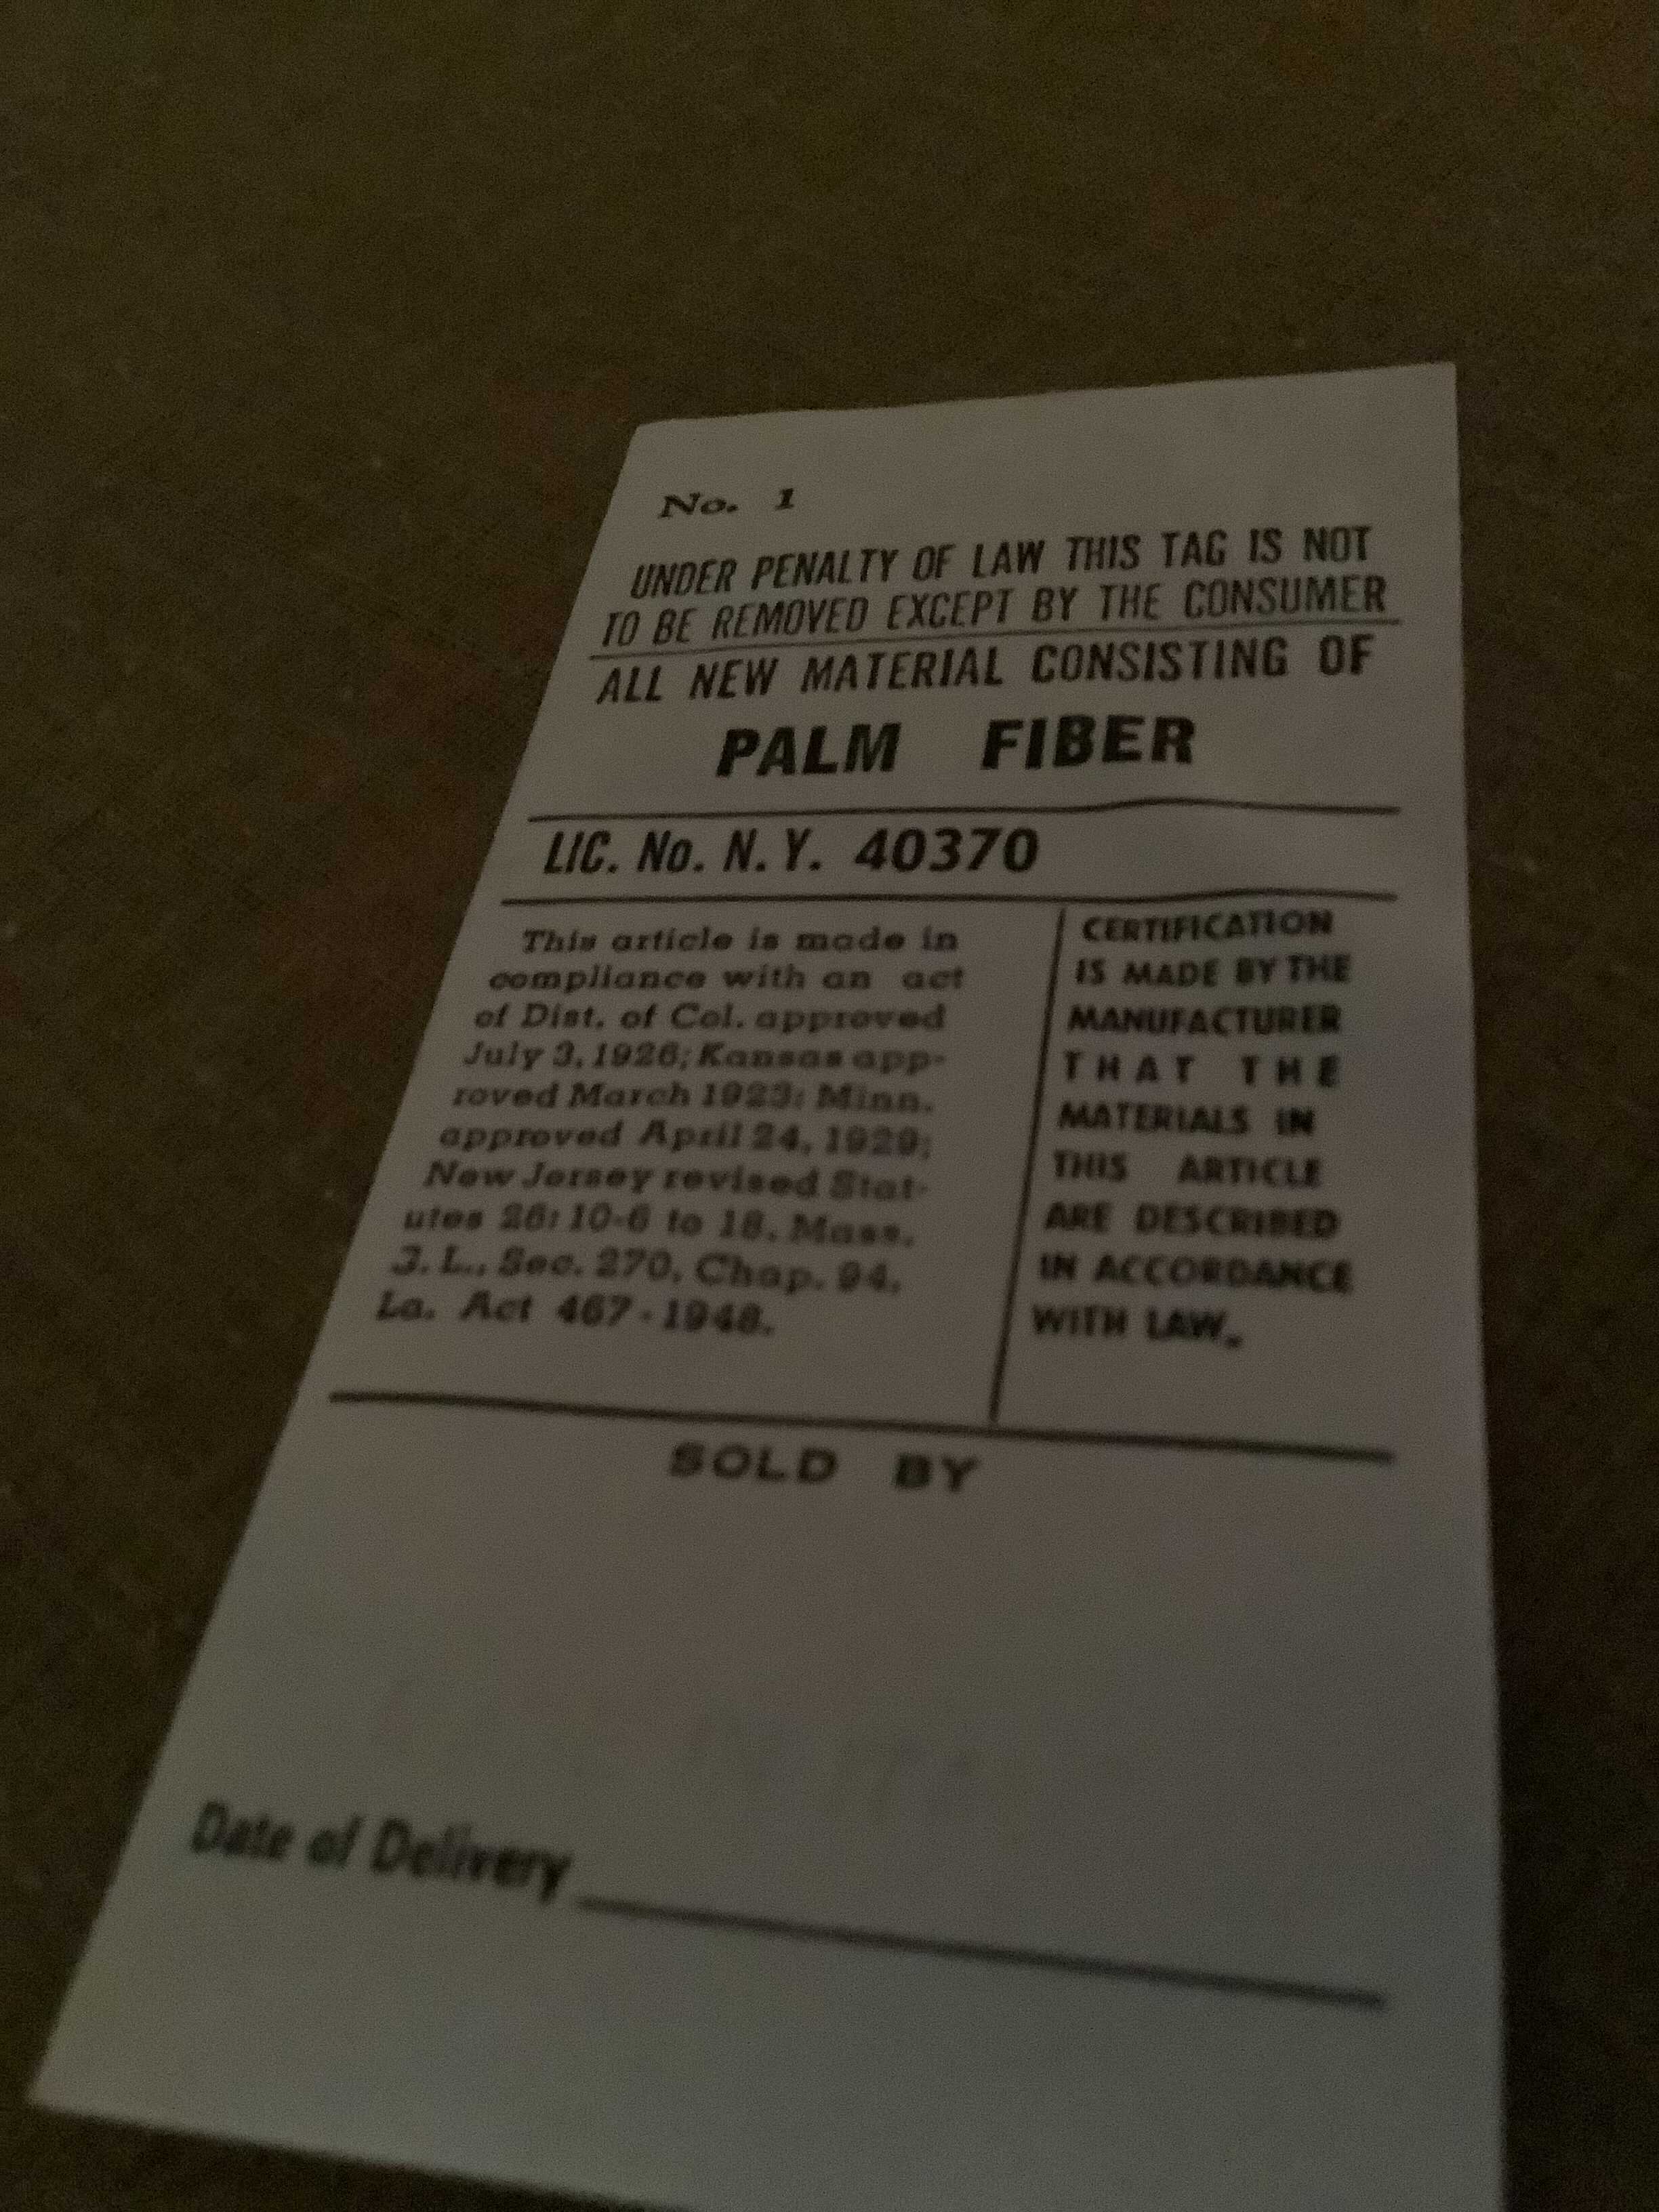 No. 1
UNDER PENALTY OF LAW THIS TAG IS NOT
TO BE REMOVED EXCEPT BY THE CONSUMER
ALL NEW MATERIAL CONSISTING OF
PALM FIBER
LIC. No. N. Y. 40370
This article is made in
compliance with an act
of Dist. of Col. approved
July 3, 1926; Kansas app-
roved March 1923; Minn.
approved April 24, 1929;
New Jersey revised Stat-
utes 26: 10-6 to 18. Mass.
J. L., Sec. 270, Chap. 94,
La. Act 467-1948.
CERTIFICATION
IS MADE BY THE
MANUFACTURER
THAT THE
MATERIALS IN
THIS ARTICLE
ARE DESCRIBED
IN ACCORDANCE
WITH LAW.
SOLD BY
Date of Delivery